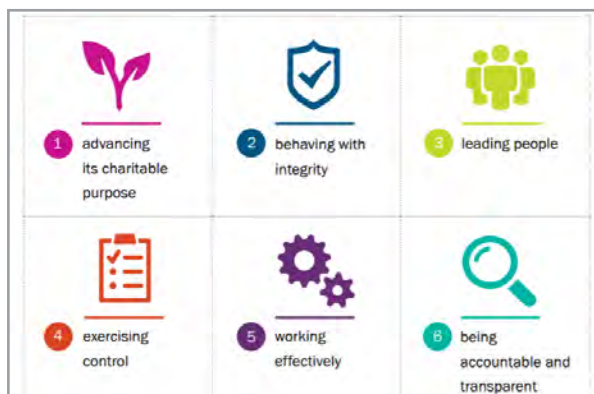 1 advancing
its charitable
purpose
2 behaving with
integrity
3 leading people
4 exercising
control
5 working
effectively
6 being
accountable and
transparent